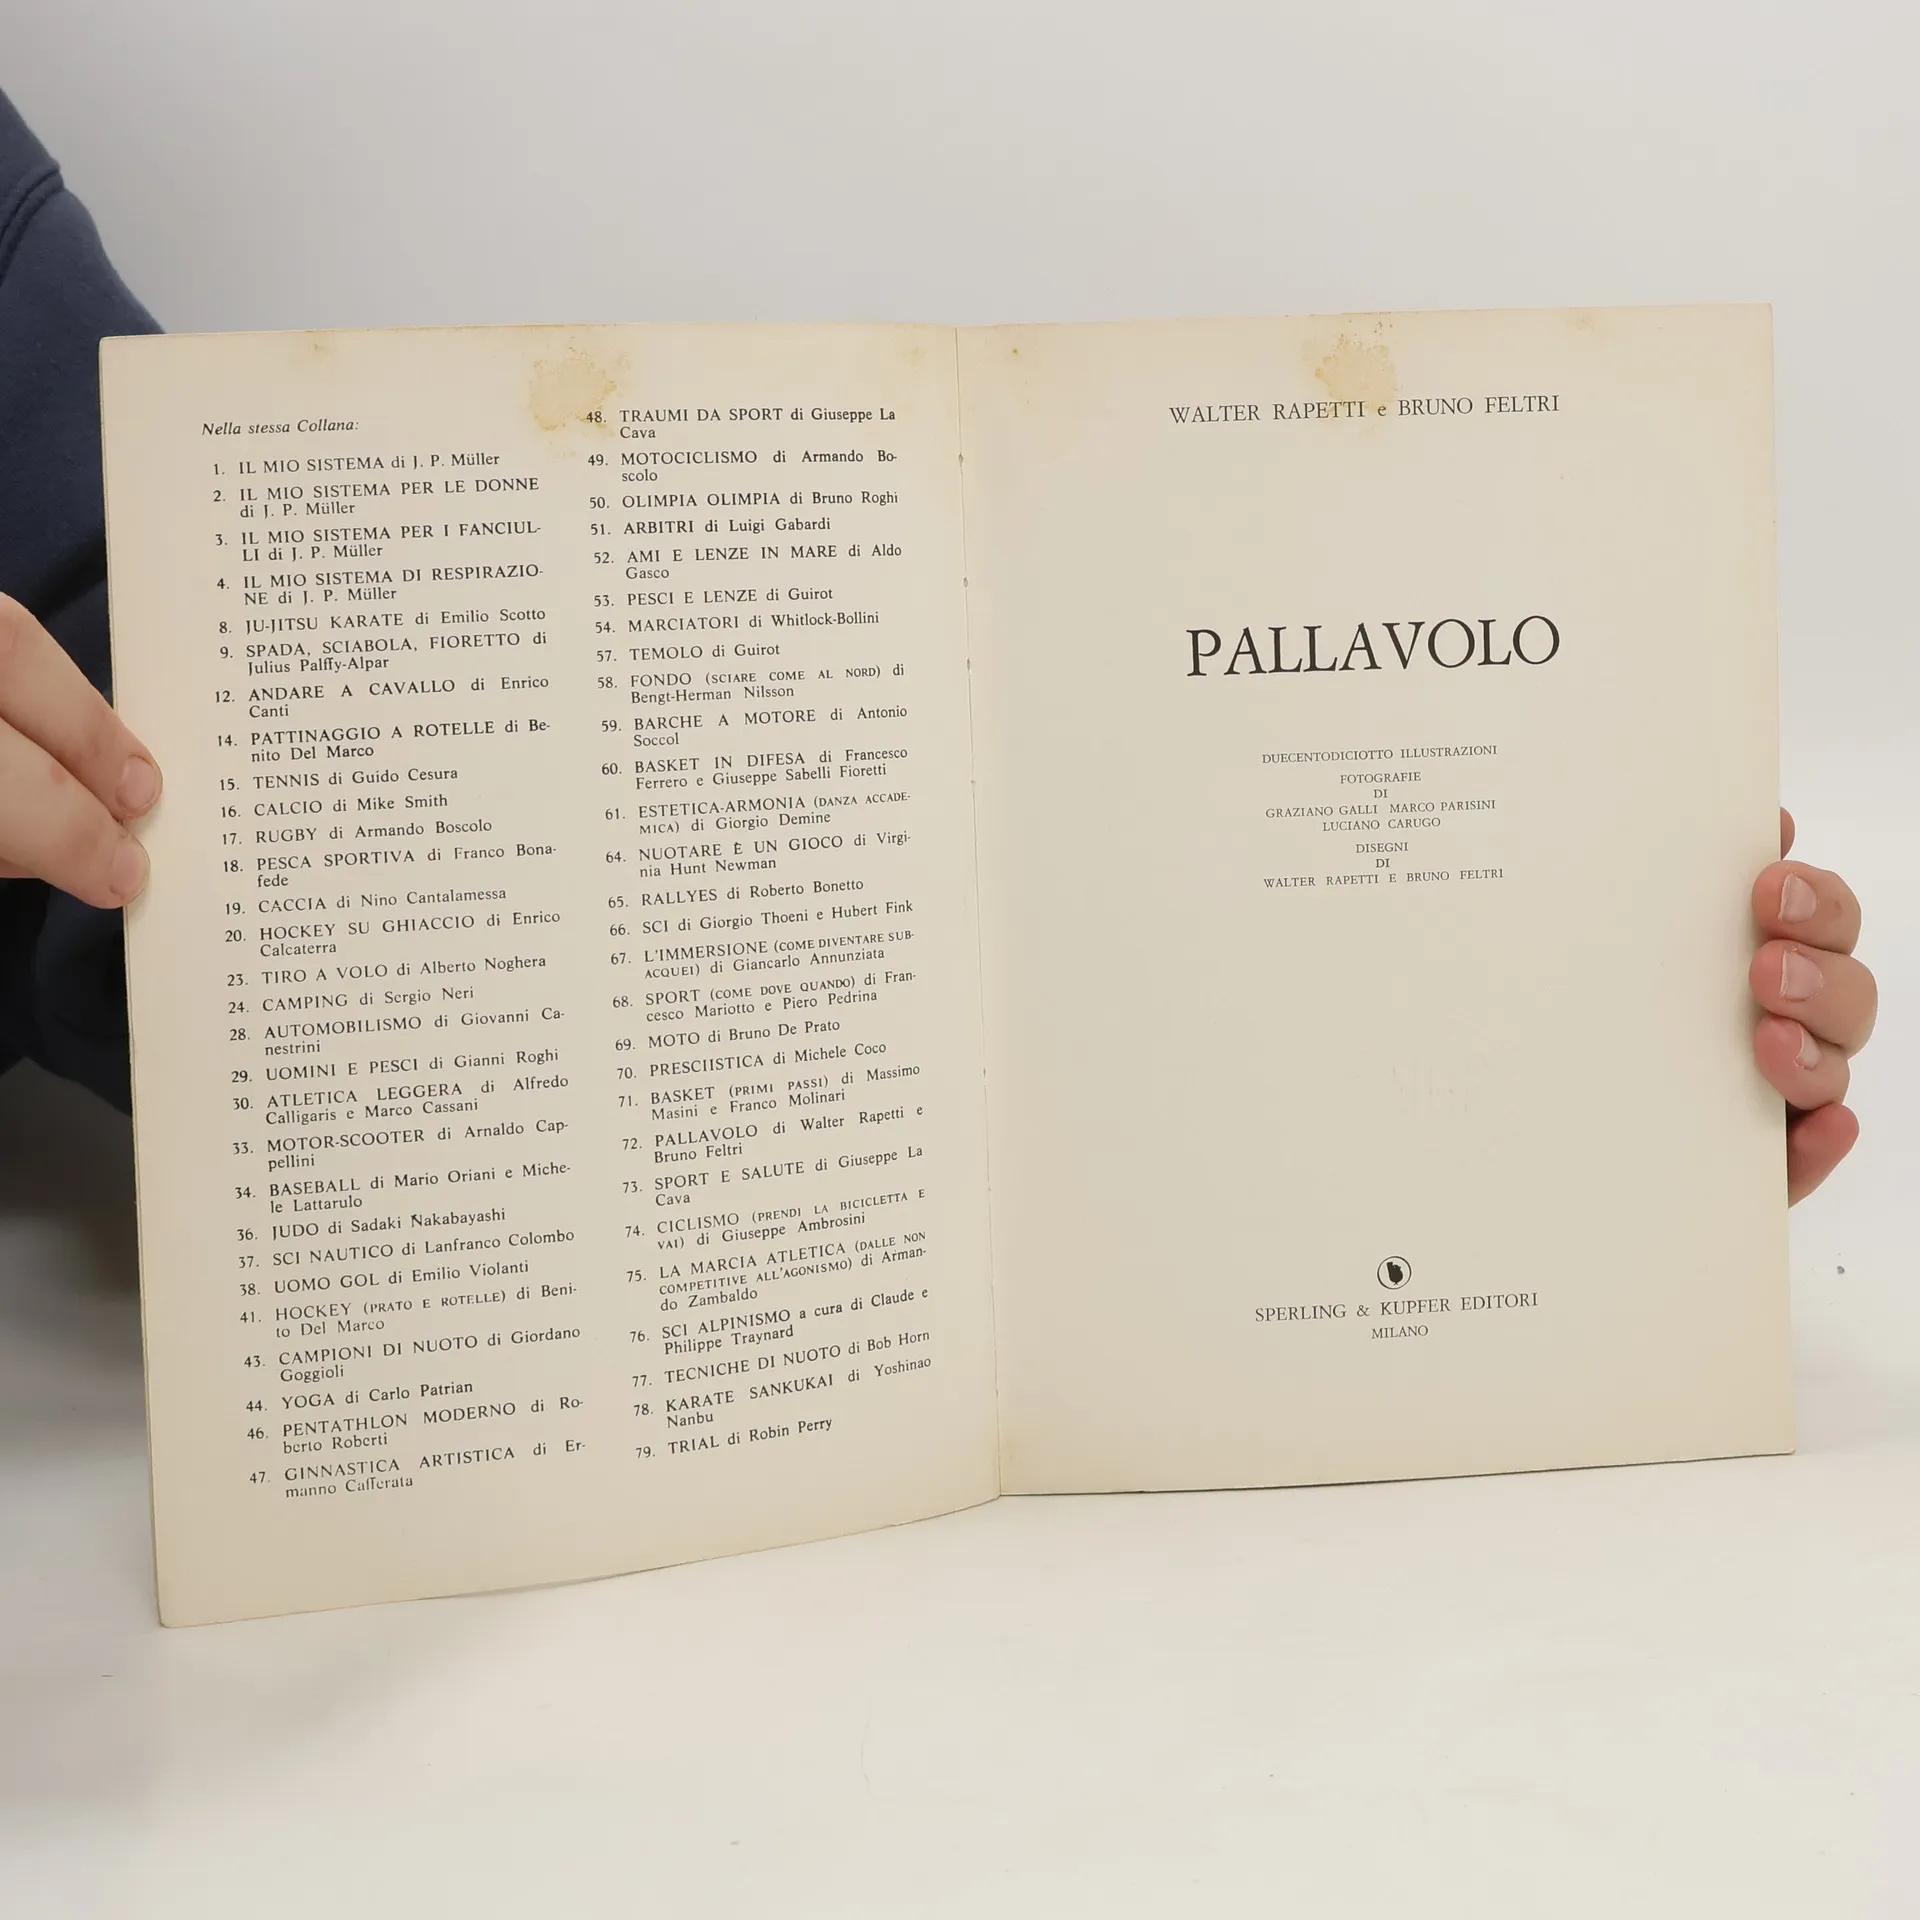 Nella stessa Collana:
1. IL MIO SISTEMA di J. P. Müller
2. IL MIO SISTEMA PER LE DONNE
di J. P. Müller
3. IL MIO SISTEMA PER I FANCIUL-
LI di J. P. Müller
4. IL MIO SISTEMA DI RESPIRAZIO-
NE di J. P. Müller
8. JU-JITSU KARATE di Emilio Scotto
9. SPADA, SCIABOLA, FIORETTO di
Julius Palffy-Alpar
12. ANDARE A CAVALLO di Enrico
Canti
14. PATTINAGGIO A ROTELLE di Be-
nito Del Marco
15. TENNIS di Guido Cesura
16. CALCIO di Mike Smith
17. RUGBY di Armando Boscolo
18. PESCA SPORTIVA di Franco Bona-
fede
19. CACCIA di Nino Cantalamessa
20. HOCKEY SU GHIACCIO di Enrico
Calcaterra
23. TIRO A VOLO di Alberto Noghera
24. CAMPING di Sergio Neri
28. AUTOMOBILISMO di Giovanni Ca-
nestrini
29. UOMINI E PESCI di Gianni Roghi
30. ATLETICA LEGGERA di Alfredo
Calligaris e Marco Cassani
33. MOTOR-SCOOTER di Arnaldo Cap-
pellini
34. BASEBALL di Mario Oriani e Miche-
le Lattarulo
36. JUDO di Sadaki Nakabayashi
37. SCI NAUTICO di Lanfranco Colombo
38. UOMO GOL di Emilio Violanti
41. HOCKEY (PRATO E ROTELLE) di Beni-
to Del Marco
43. CAMPIONI DI NUOTO di Giordano
Goggioli
44. YOGA di Carlo Patrian
46. PENTATHLON MODERNO di Ro-
berto Roberti
47. GINNASTICA ARTISTICA di Er-
manno Cafferata
48. TRAUMI DA SPORT di Giuseppe La
Cava
49. MOTOCICLISMO di Armando Bo-
scolo
50. OLIMPIA OLIMPIA di Bruno Roghi
51. ARBITRI di Luigi Gabardi
52. AMI E LENZE IN MARE di Aldo
Gasco
53. PESCI E LENZE di Guirot
54. MARCIATORI di Whitlock-Bollini
57. TEMOLO di Guirot
58. FONDO (SCIARE COME AL NORD) di
Bengt-Herman Nilsson
59. BARCHE A MOTORE di Antonio
Soccol
60. BASKET IN DIFESA di Francesco
Ferrero e Giuseppe Sabelli Fioretti
61. ESTETICA-ARMONIA (DANZA ACCADE-
MICA) di Giorgio Demine
64. NUOTARE È UN GIOCO di Virgi-
nia Hunt Newman
65. RALLYES di Roberto Bonetto
66. SCI di Giorgio Thoeni e Hubert Fink
67. L'IMMERSIONE (COME DIVENTARE SUB-
ACQUEI) di Giancarlo Annunziata
68. SPORT (COME DOVE QUANDO) di Fran-
cesco Mariotto e Piero Pedrina
69. MOTO di Bruno De Prato
70. PRESCIISTICA di Michele Coco
71. BASKET (PRIMI PASSI) di Massimo
Masini e Franco Molinari
72. PALLAVOLO di Walter Rapetti e
Bruno Feltri
73. SPORT E SALUTE di Giuseppe La
Cava
74. CICLISMO (PRENDI LA BICICLETTA E
VAI) di Giuseppe Ambrosini
75. LA MARCIA ATLETICA (DALLE NON
COMPETITIVE ALL'AGONISMO) di Arman-
do Zambaldo
76. SCI ALPINISMO a cura di Claude e
Philippe Traynard
77. TECNICHE DI NUOTO di Bob Horn
78. KARATE SANKUKAI di Yoshinao
Nanbu
79. TRIAL di Robin Perry
WALTER RAPETTI e BRUNO FELTRI
PALLAVOLO
DUECENTODICIOTTO ILLUSTRAZIONI
FOTOGRAFIE
DI
GRAZIANO GALLI MARCO PARISINI
LUCIANO CARUGO
DISEGNI
DI
WALTER RAPETTI E BRUNO FELTRI
SPERLING & KUPFER EDITORI
MILANO